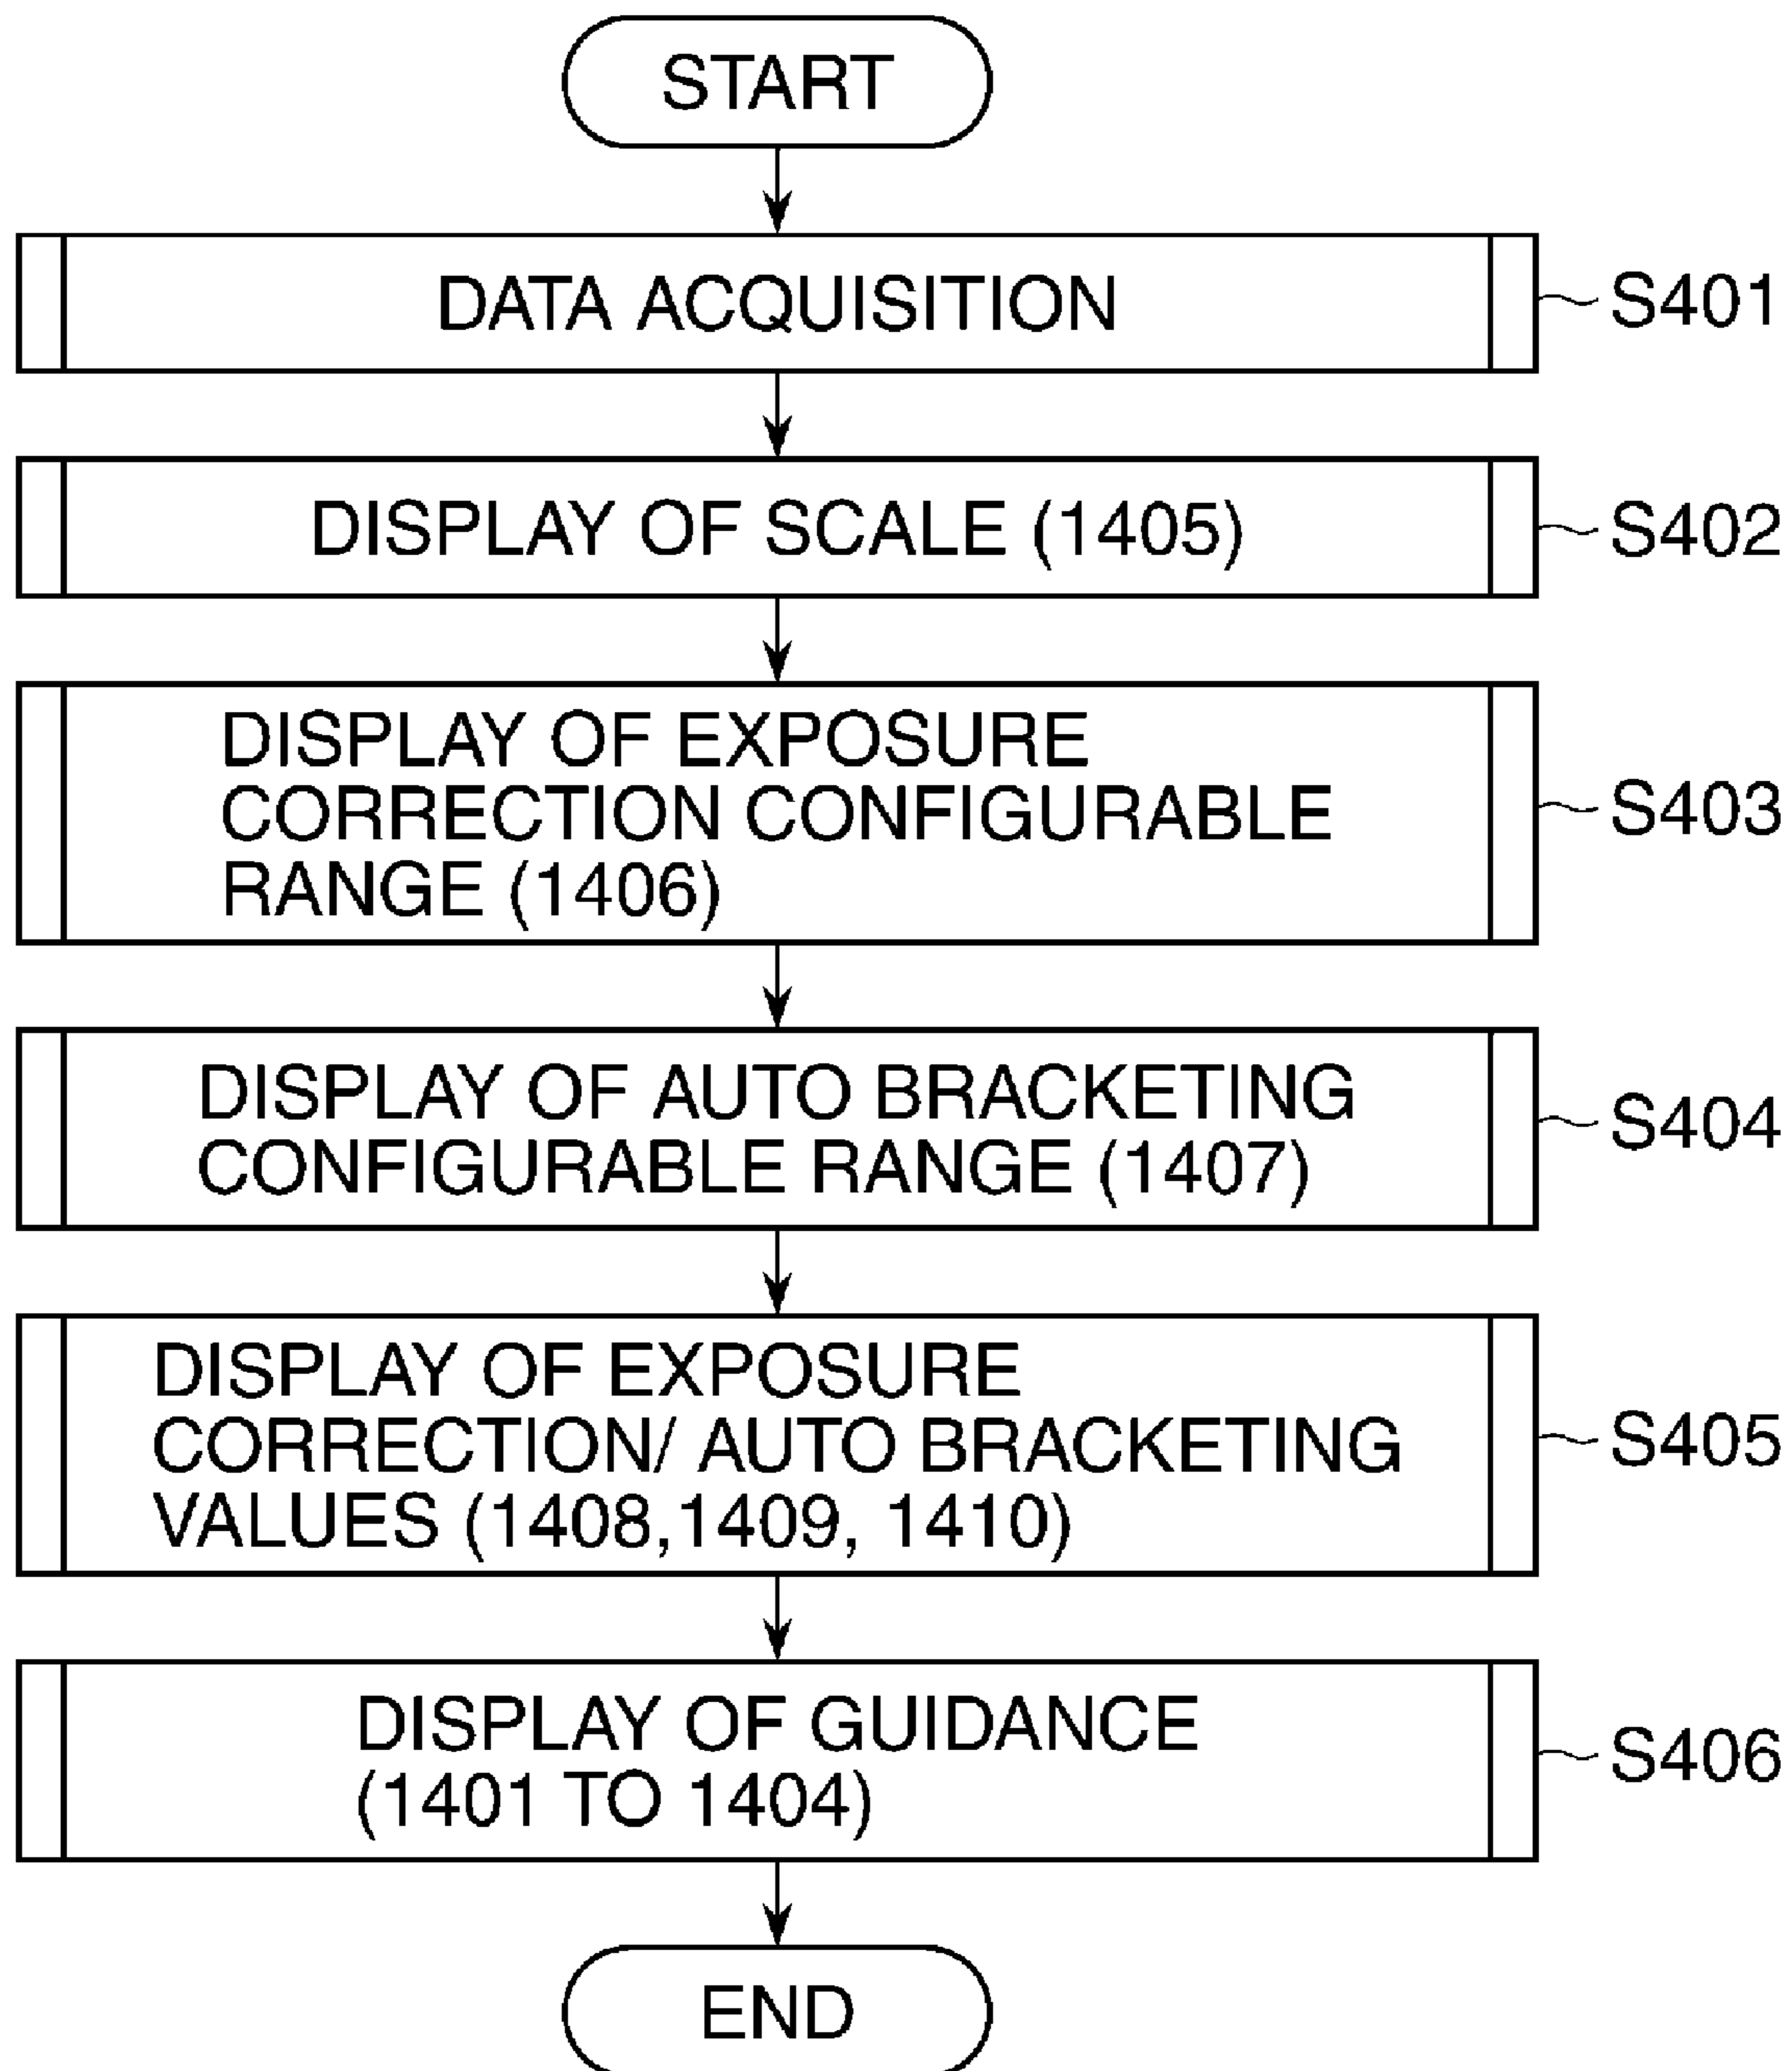 START
DATA ACQUISITION
S401
DISPLAY OF SCALE (1405)
S402
DISPLAY OF EXPOSURE
CORRECTION CONFIGURABLE
RANGE (1406)
S403
DISPLAY OF AUTO BRACKETING
CONFIGURABLE RANGE (1407)
S404
DISPLAY OF EXPOSURE
CORRECTION/ AUTO BRACKETING
VALUES (1408,1409, 1410)
S405
DISPLAY OF GUIDANCE
(1401 TO 1404)
S406
END